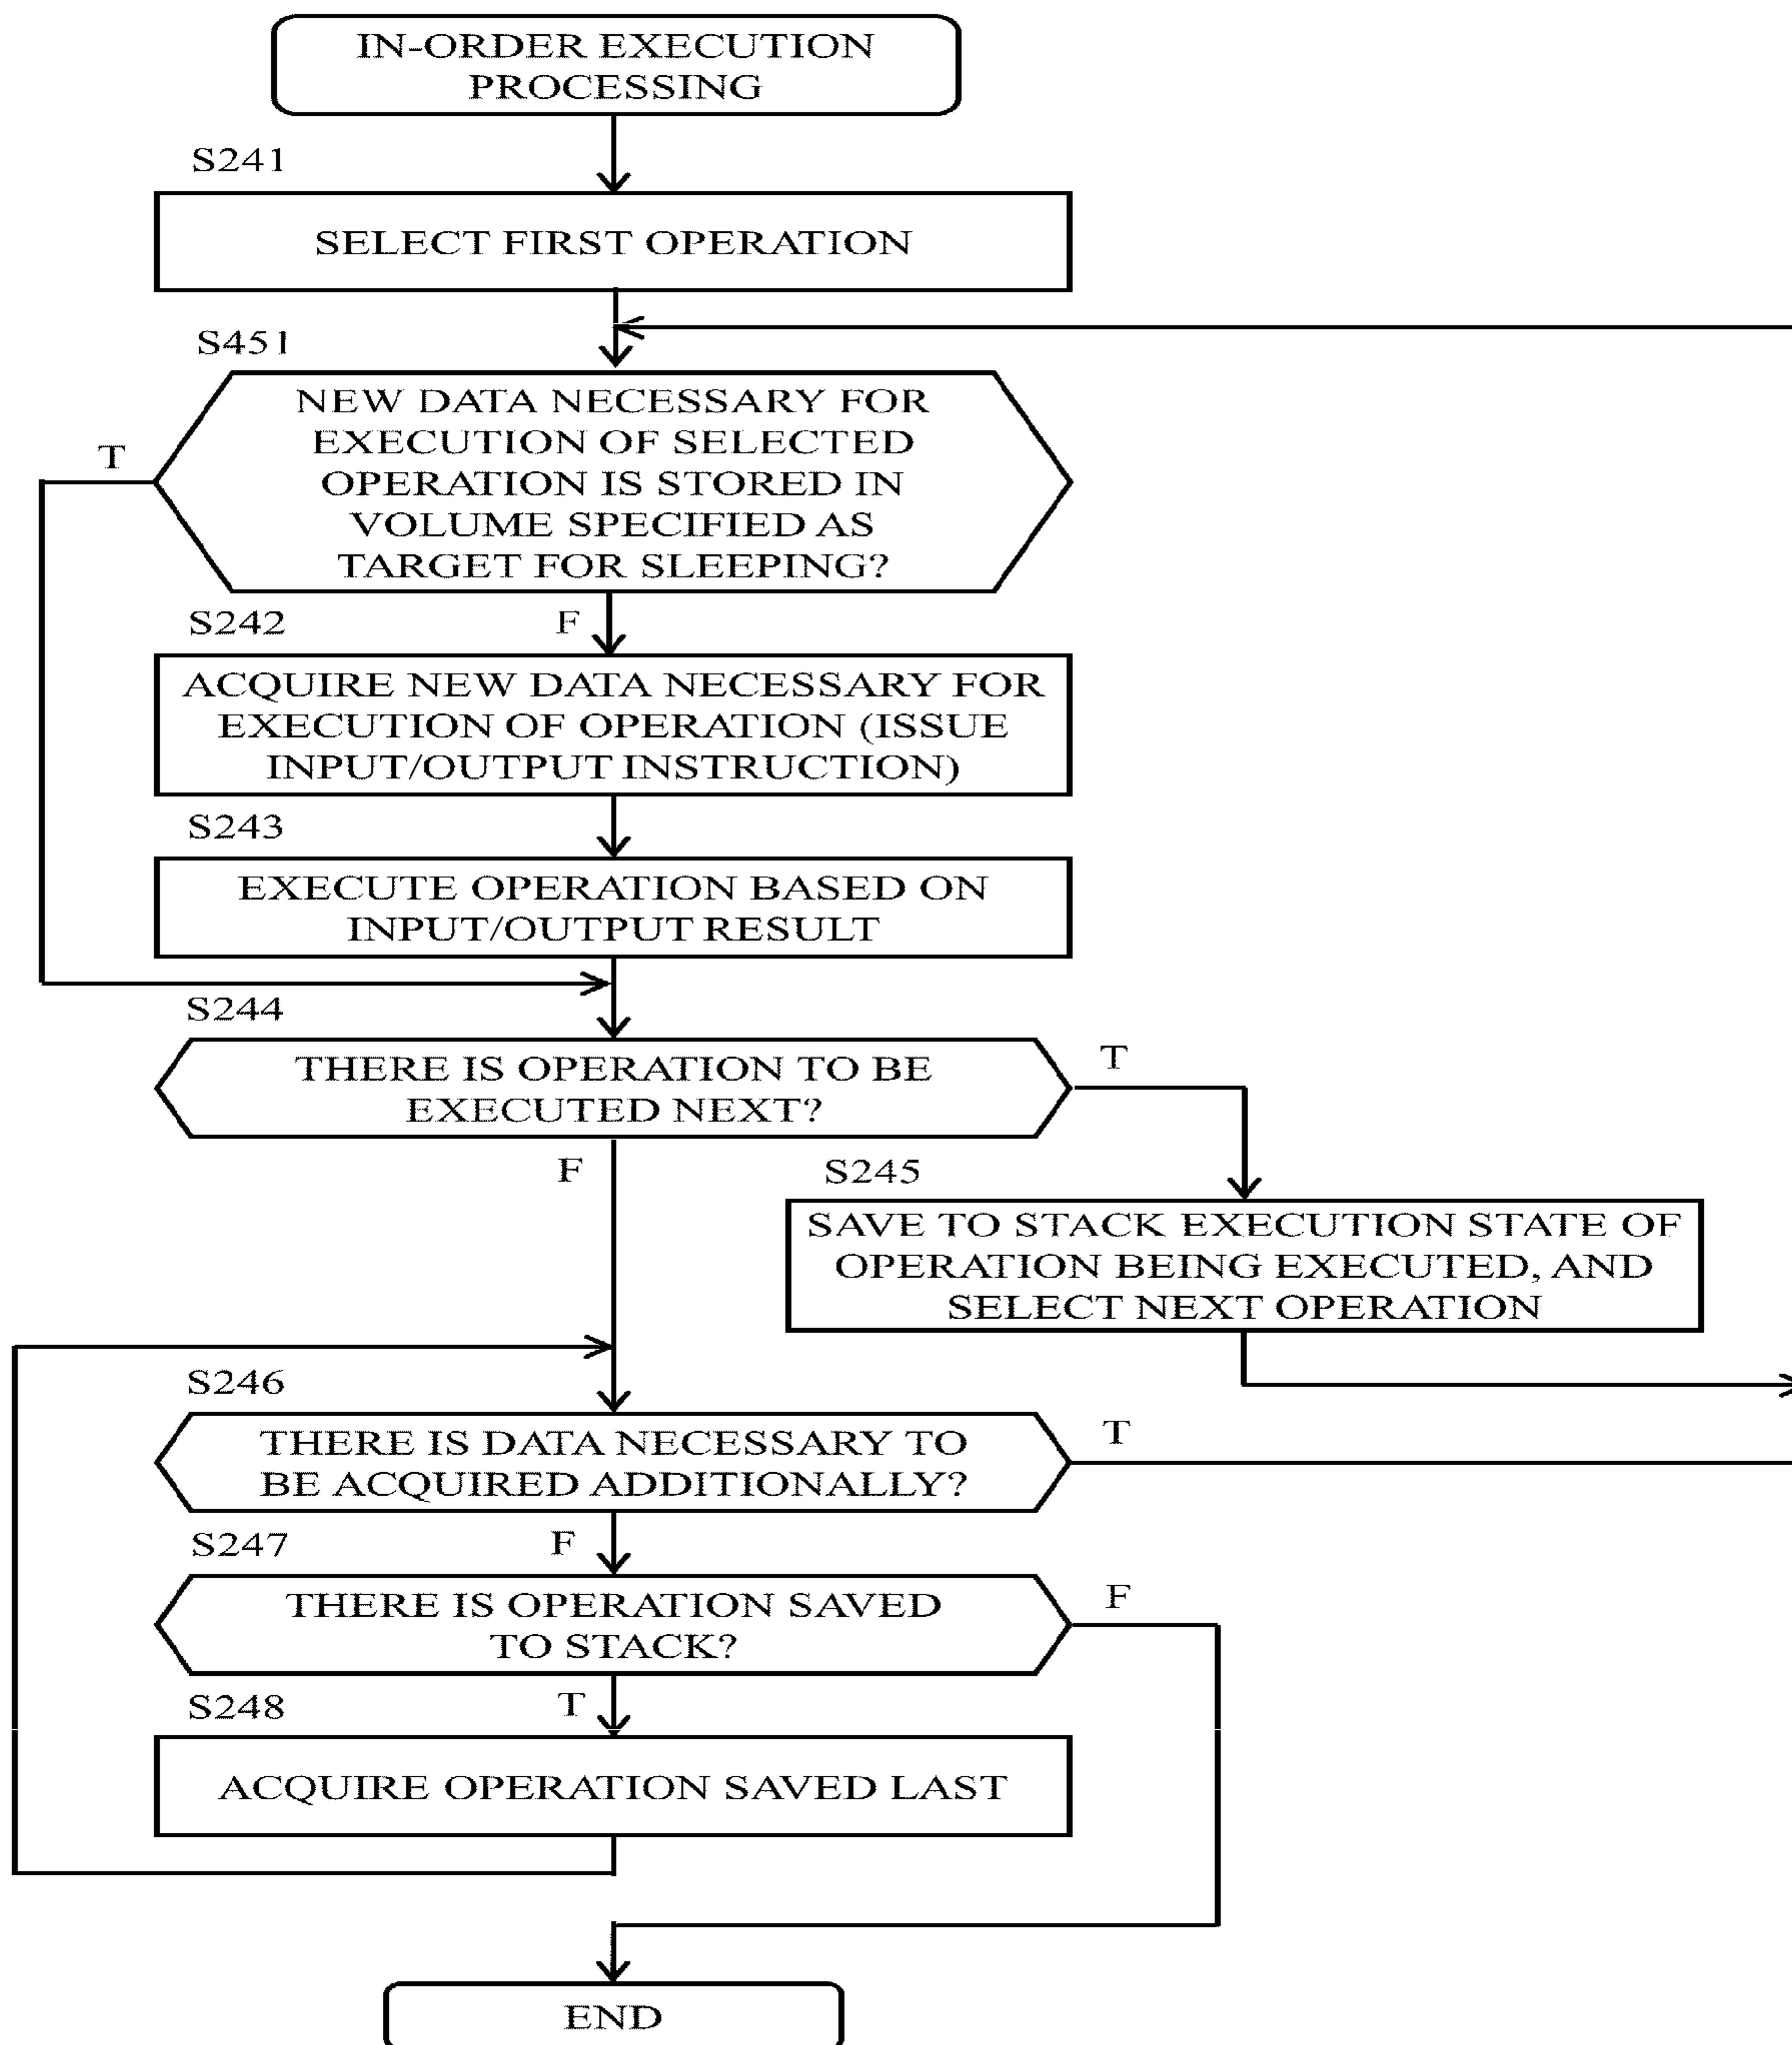 IN-ORDER EXECUTION
PROCESSING
S241
SELECT FIRST OPERATION
S451
NEW DATA NECESSARY FOR
EXECUTION OF SELECTED
OPERATION IS STORED IN
VOLUME SPECIFIED AS
TARGET FOR SLEEPING?
T
S242
F
ACQUIRE NEW DATA NECESSARY FOR
EXECUTION OF OPERATION (ISSUE
INPUT/OUTPUT INSTRUCTION)
S243
EXECUTE OPERATION BASED ON
INPUT/OUTPUT RESULT
S244
THERE IS OPERATION TO BE
EXECUTED NEXT?
T
F
S245
SAVE TO STACK EXECUTION STATE OF
OPERATION BEING EXECUTED, AND
SELECT NEXT OPERATION
S246
THERE IS DATA NECESSARY TO
BE ACQUIRED ADDITIONALLY?
T
S247
F
THERE IS OPERATION SAVED
TO STACK?
F
S248
T
ACQUIRE OPERATION SAVED LAST
END